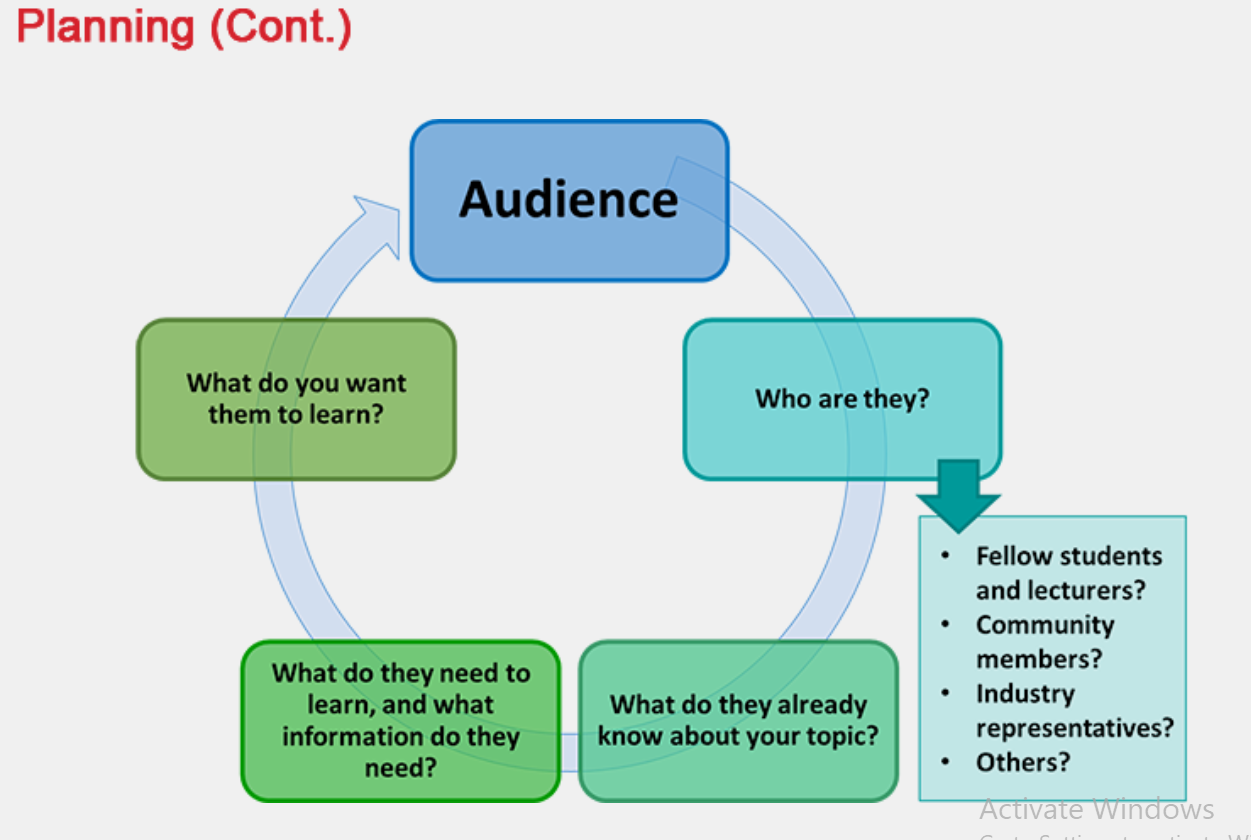 Planning (Cont.)
Audience
Who are they?
• Fellow students
and lecturers?
• Community
members?
• Industry
representatives?
• Others?
What do they already
know about your topic?
What do they need to
learn, and what
information do they
need?
What do you want
them to learn?
Activate Windows